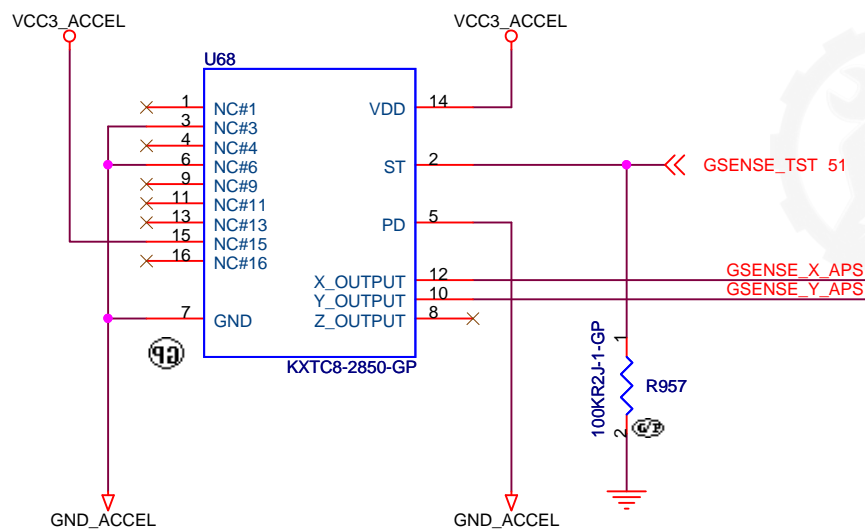 VCC3_ACCEL
VCC3_ACCEL
U68
1 NC#1
3 NC#3
4 NC#4
6 NC#6
9 NC#9
11 NC#11
13 NC#13
15 NC#15
16 NC#16
7 GND
VDD 14
ST 2
PD 5
X_OUTPUT 12
Y_OUTPUT 10
Z_OUTPUT 8
GSENSE_TST 51
GSENSE_X_APS
GSENSE_Y_APS
GP
KXTC8-2850-GP
1
100KR2J-1-GP
R957
2
G/P
GND_ACCEL
GND_ACCEL